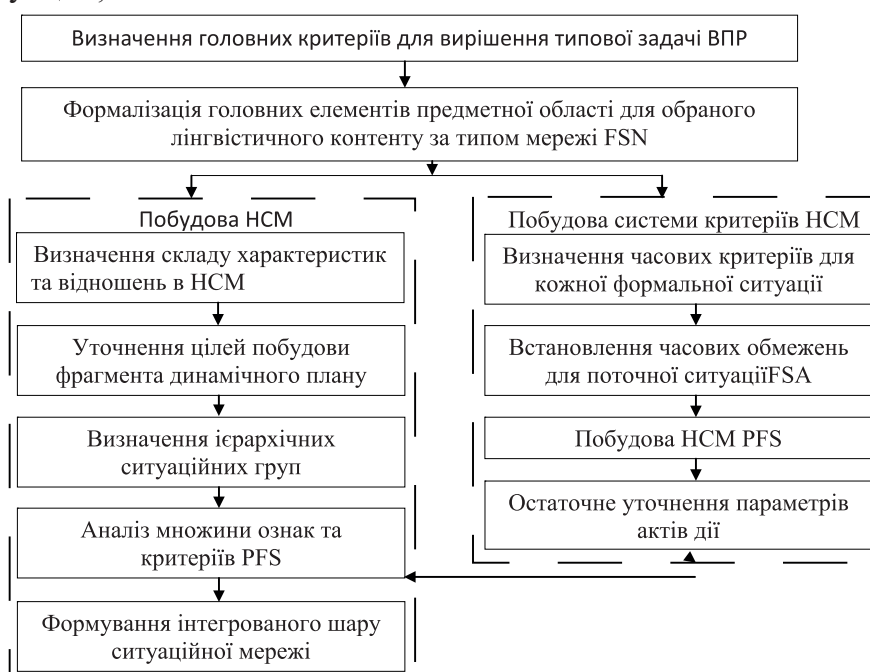 Визначення головних критеріїв для вирішення типової задачі ВПР
Формалізація головних елементів предметної області для обраного
лінгвістичного контенту за типом мережі FSN
Побудова НСМ
Визначення складу характеристик
та відношень в НСМ
Уточнення цілей побудови
фрагмента динамічного плану
Визначення ієрархічних
ситуаційних груп
Аналіз множини ознак та
критеріїв PFS
Формування інтегрованого шару
ситуаційної мережі
Побудова системи критеріїв НСМ
Визначення часових критеріїв для
кожної формальної ситуації
Встановлення часових обмежень
для поточної ситуаціїFSA
Побудова НСМ PFS
Остаточне уточнення параметрів
актів дії